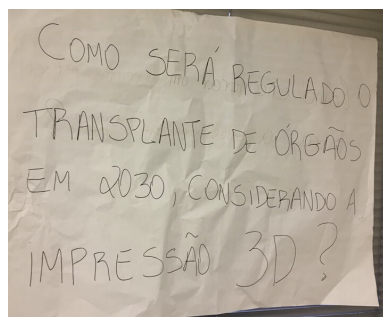 COMO SERÁ REGULADO O
TRANSPLANTE DE ÓRGÃOS
EM 2030, CONSIDERANDO A
IMPRESSÃO 3D?